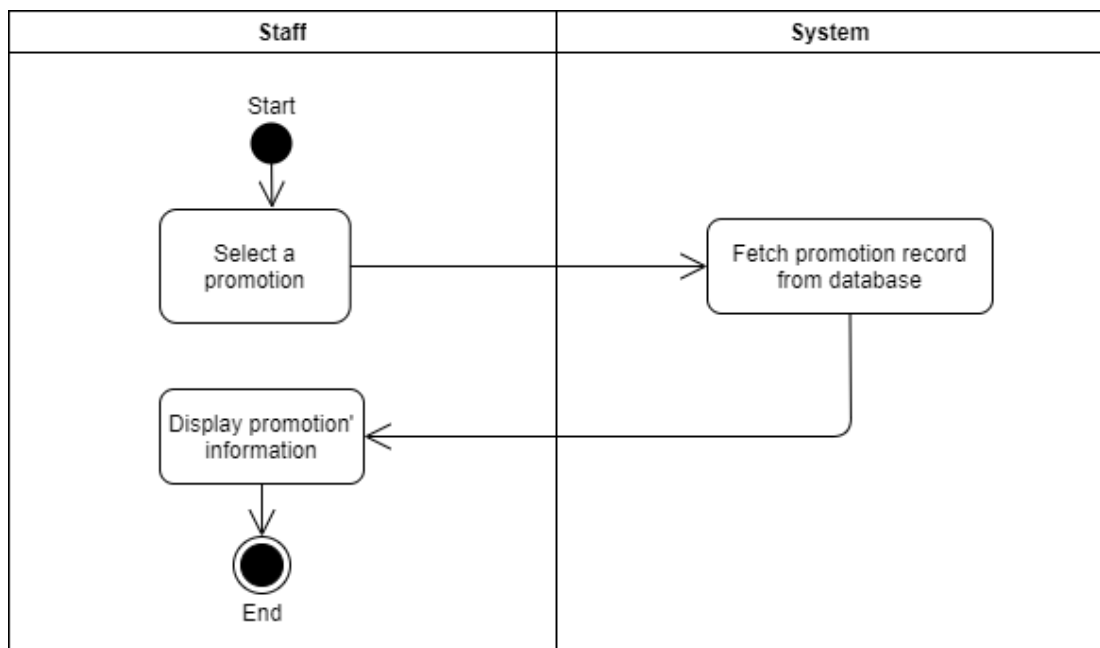 Staff
System
Start
Select a
promotion
Fetch promotion record
from database
Display promotion'
information
End